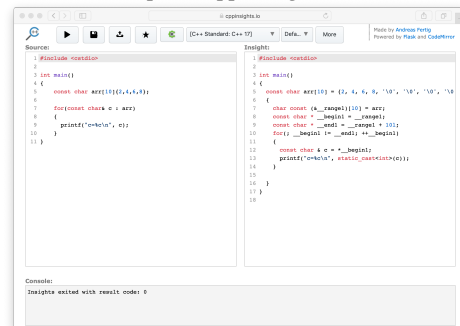 cppinsights.io
[C++ Standard: C++ 17]
Defa...
More
Made by Andreas Fertig
Powered by Flask and CodeMirror
Source:
1 #include <cstdio>
2
3 int main()
4 {
5 const char arr[10]{2,4,6,8};
6
7 for(const char& c : arr)
8 {
9 printf("c=%c\n", c);
10 }
11 }
Insight:
1 #include <cstdio>
2
3 int main()
4 {
5 const char arr[10] = {2, 4, 6, 8, '\0', '\0', '\0', '\0
6 {
7 char const (&__range1)[10] = arr;
8 const char * __begin1 = __range1;
9 const char * __end1 = __range1 + 10l;
10 for(; __begin1 != __end1; ++__begin1)
11 {
12 const char & c = *__begin1;
13 printf("c=%c\n", static_cast<int>(c));
14 }
15
16 }
17 }
18
Console:
Insights exited with result code: 0